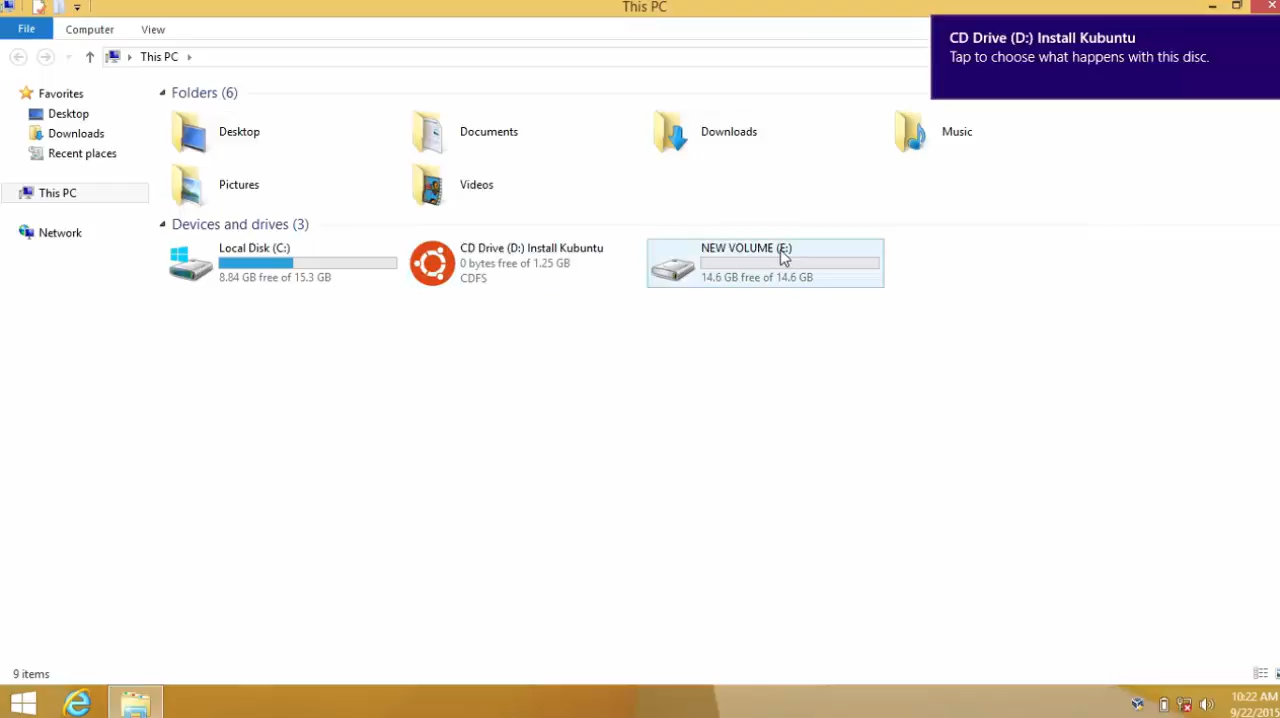 This PC
File
Computer
View
This PC
CD Drive (D:) Install Kubuntu
Tap to choose what happens with this disc.
Favorites
Desktop
Downloads
Recent places
This PC
Network
Folders (6)
Desktop
Documents
Downloads
Music
Pictures
Videos
Devices and drives (3)
Local Disk (C:)
8.84 GB free of 15.3 GB
CD Drive (D:) Install Kubuntu
0 bytes free of 1.25 GB
CDFS
NEW VOLUME (E:)
14.6 GB free of 14.6 GB
9 items
10:22 AM
9/22/2015